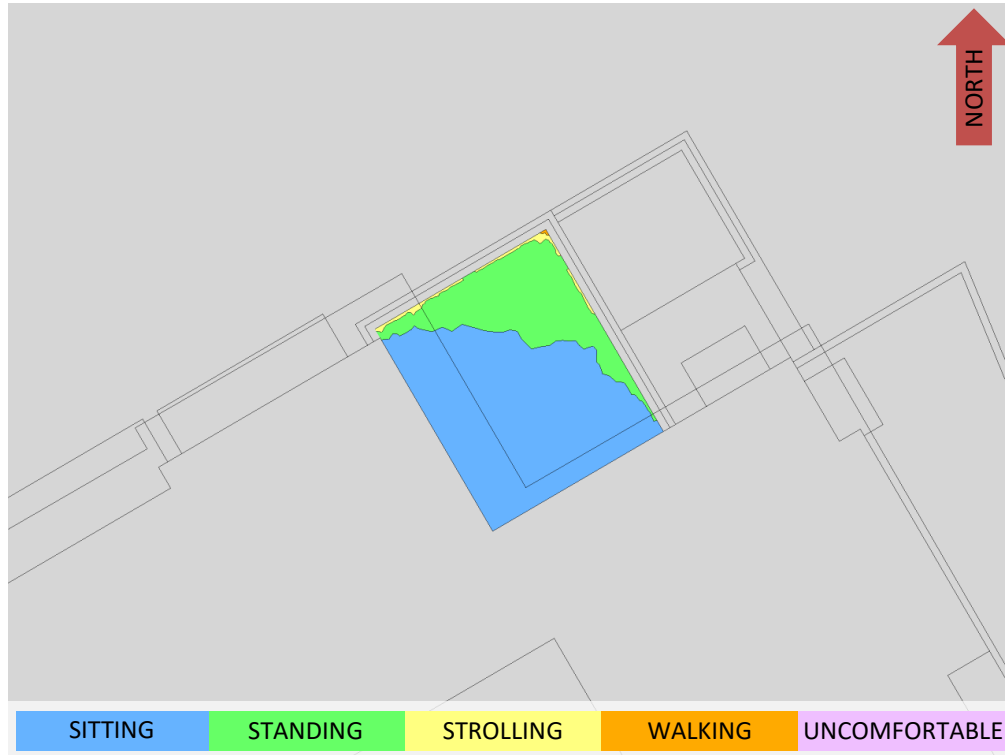 NORTH
SITTING
STANDING
STROLLING
WALKING
UNCOMFORTABLE